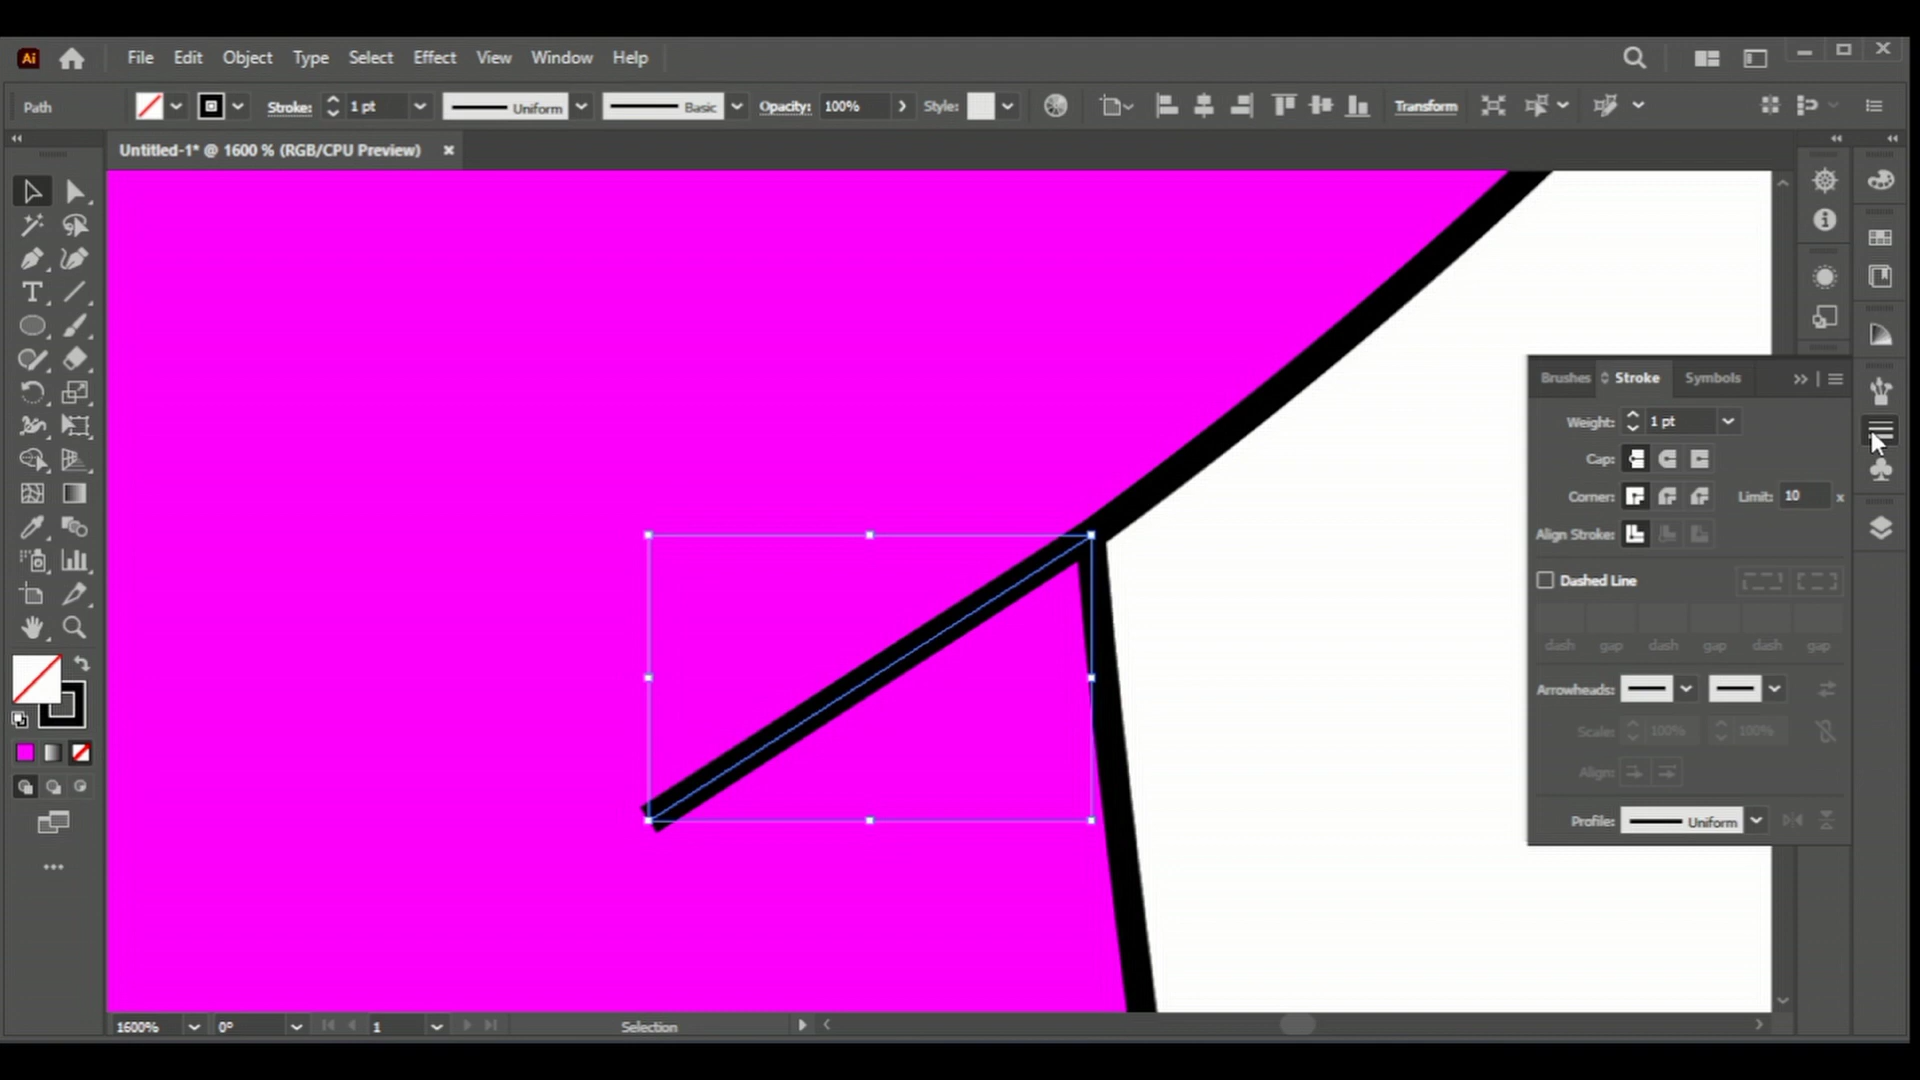 Ai File Edit Object Type Select Effect View Window Help
Path Stroke: 1 pt Uniform Basic Opacity: 100% Style: Transform
Untitled-1* @ 1600 % (RGB/CPU Preview) ×
Brushes Stroke Symbols
Weight: 1 pt
Cap:
Corner: Limit: 10 x
Align Stroke:
Dashed Line
dash gap dash gap dash gap
Arrowheads:
Scale: 100% 100%
Align:
Profile: Uniform
1600% 0° 1 Selection